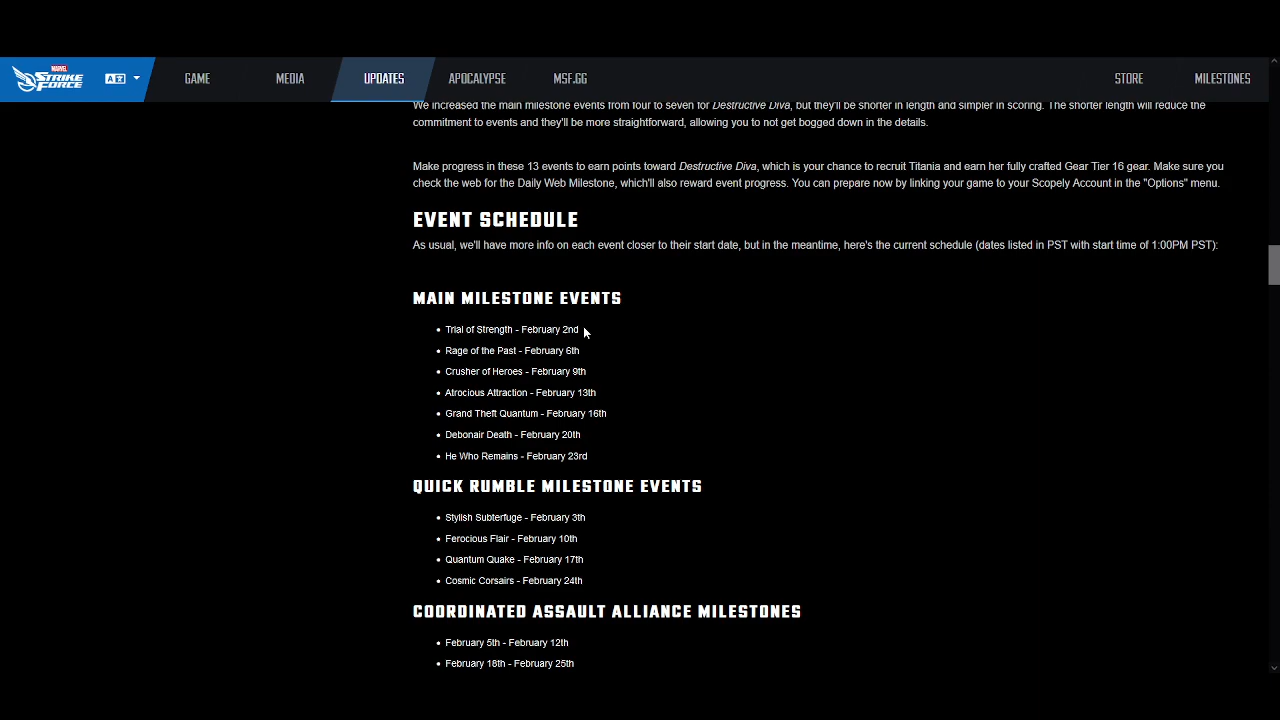 MARVEL
STRIKE
FORCE
GAME
MEDIA
UPDATES
APOCALYPSE
MSF.GG
STORE
MILESTONES
We increased the main milestone events from four to seven for Destructive Diva, but they'll be shorter in length and simpler in scoring. The shorter length will reduce the
commitment to events and they'll be more straightforward, allowing you to not get bogged down in the details.
Make progress in these 13 events to earn points toward Destructive Diva, which is your chance to recruit Titania and earn her fully crafted Gear Tier 16 gear. Make sure you
check the web for the Daily Web Milestone, which'll also reward event progress. You can prepare now by linking your game to your Scopely Account in the "Options" menu.
EVENT SCHEDULE
As usual, we'll have more info on each event closer to their start date, but in the meantime, here's the current schedule (dates listed in PST with start time of 1:00PM PST):
MAIN MILESTONE EVENTS
• Trial of Strength - February 2nd
• Rage of the Past - February 6th
• Crusher of Heroes - February 9th
• Atrocious Attraction - February 13th
• Grand Theft Quantum - February 16th
• Debonair Death - February 20th
• He Who Remains - February 23rd
QUICK RUMBLE MILESTONE EVENTS
• Stylish Subterfuge - February 3th
• Ferocious Flair - February 10th
• Quantum Quake - February 17th
• Cosmic Corsairs - February 24th
COORDINATED ASSAULT ALLIANCE MILESTONES
• February 5th - February 12th
• February 18th - February 25th